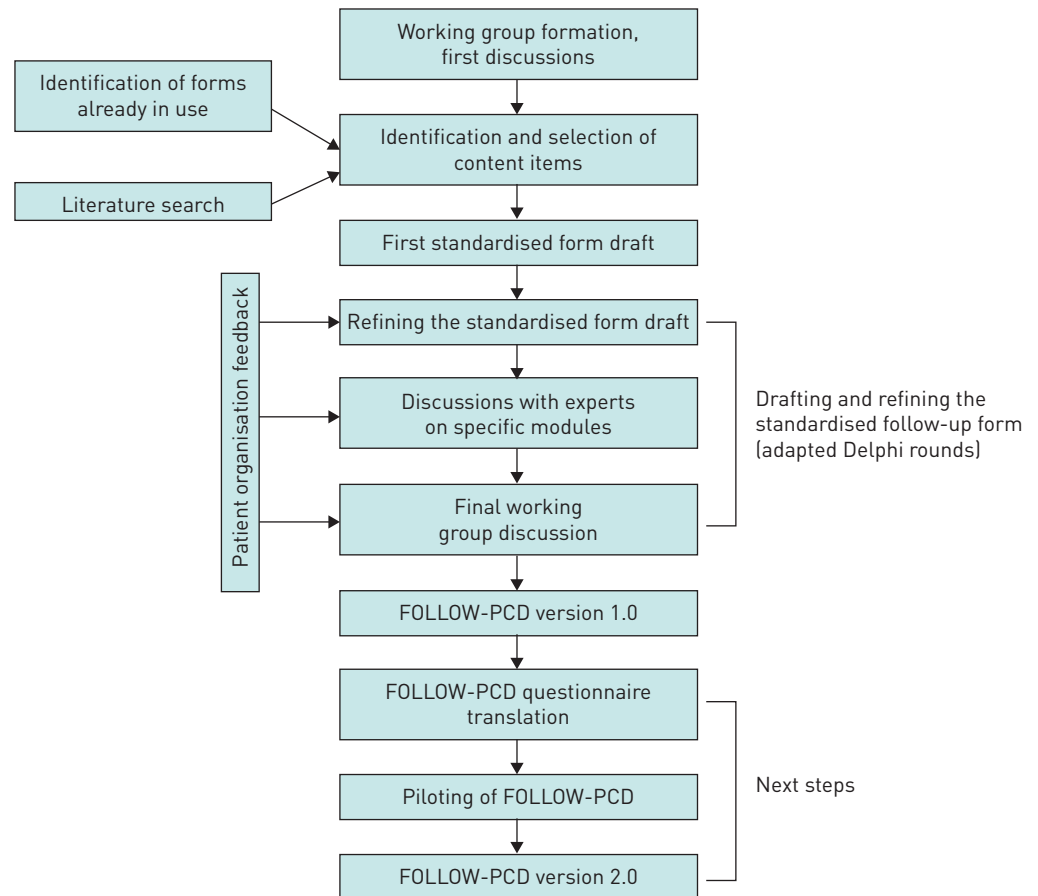 Working group formation,
first discussions
Identification of forms
already in use
Identification and selection of
content items
Literature search
First standardised form draft
Patient organisation feedback
Refining the standardised form draft
Discussions with experts
on specific modules
Drafting and refining the
standardised follow-up form
(adapted Delphi rounds)
Final working
group discussion
FOLLOW-PCD version 1.0
FOLLOW-PCD questionnaire
translation
Piloting of FOLLOW-PCD
Next steps
FOLLOW-PCD version 2.0